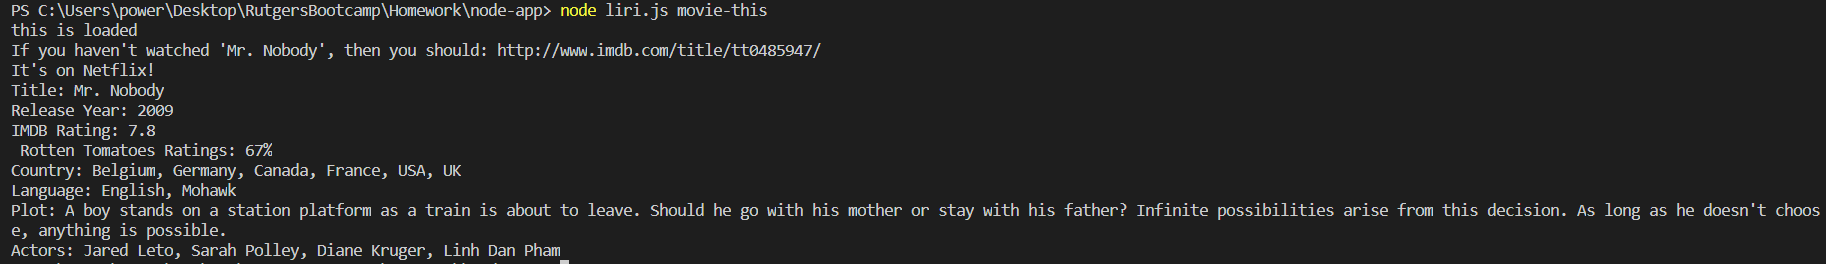 PS C:\Users\power\Desktop\RutgersBootcamp\Homework\node-app> node liri.js movie-this
this is loaded
If you haven't watched 'Mr. Nobody', then you should: http://www.imdb.com/title/tt0485947/
It's on Netflix!
Title: Mr. Nobody
Release Year: 2009
IMDB Rating: 7.8
 Rotten Tomatoes Ratings: 67%
Country: Belgium, Germany, Canada, France, USA, UK
Language: English, Mohawk
Plot: A boy stands on a station platform as a train is about to leave. Should he go with his mother or stay with his father? Infinite possibilities arise from this decision. As long as he doesn't choos
e, anything is possible.
Actors: Jared Leto, Sarah Polley, Diane Kruger, Linh Dan Pham